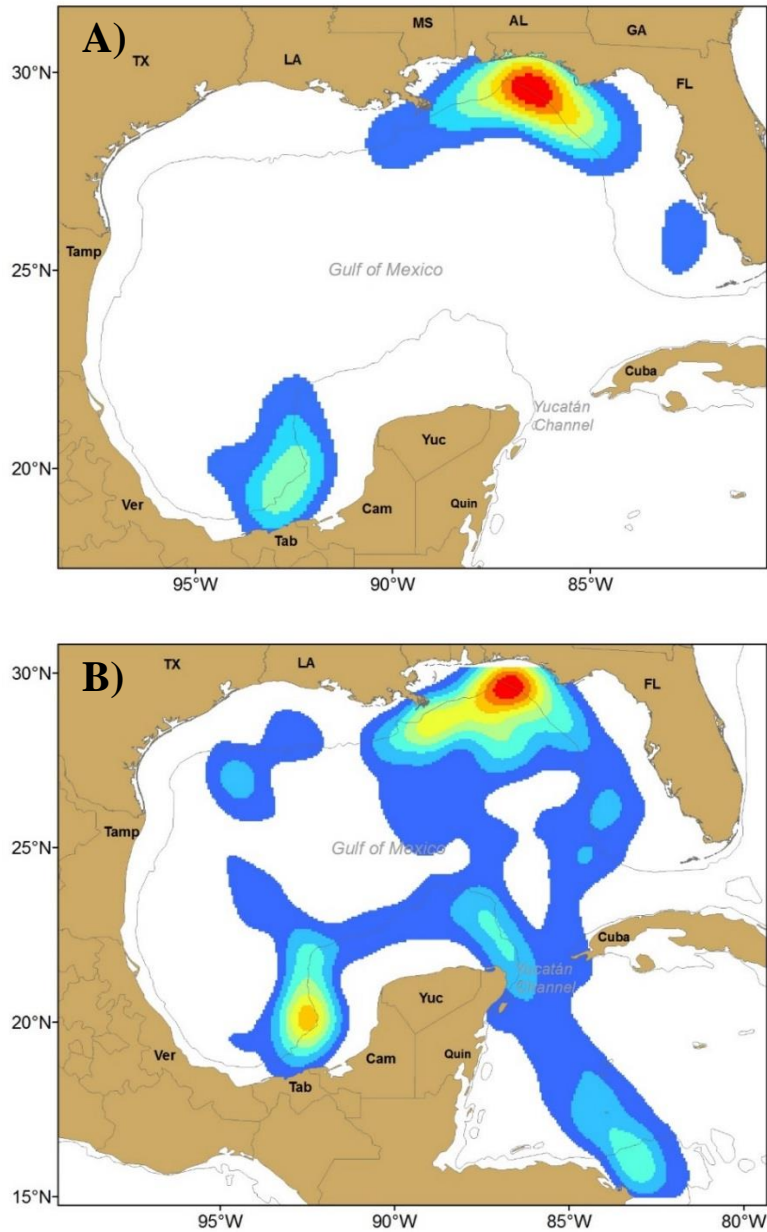 A)
MS
AL
GA
TX
LA
FL
30°N
Tamp
25°N
Gulf of Mexico
Cuba
Yucatán
Channel
Yuc
20°N
Ver
Cam
Quin
Tab
95°W
90°W
85°W
B)
TX
LA
FL
30°N
Tamp
25°N
Gulf of Mexico
Cuba
Yucatán
Channel
Yuc
20°N
Ver
Cam
Quin
Tab
15°N
95°W
90°W
85°W
80°W